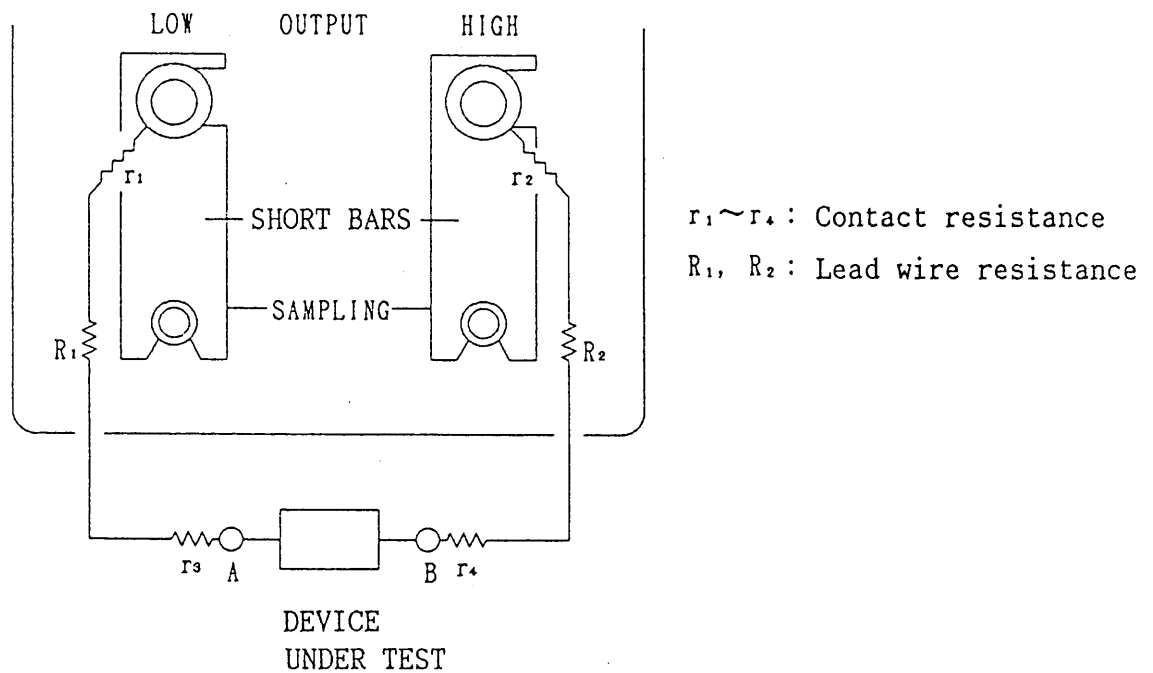 LOW OUTPUT HIGH
r₁ r₂
SHORT BARS
r₁~r₄: Contact resistance
R₁, R₂: Lead wire resistance
SAMPLING
R₁ R₂
r₃ A B r₄
DEVICE
UNDER TEST